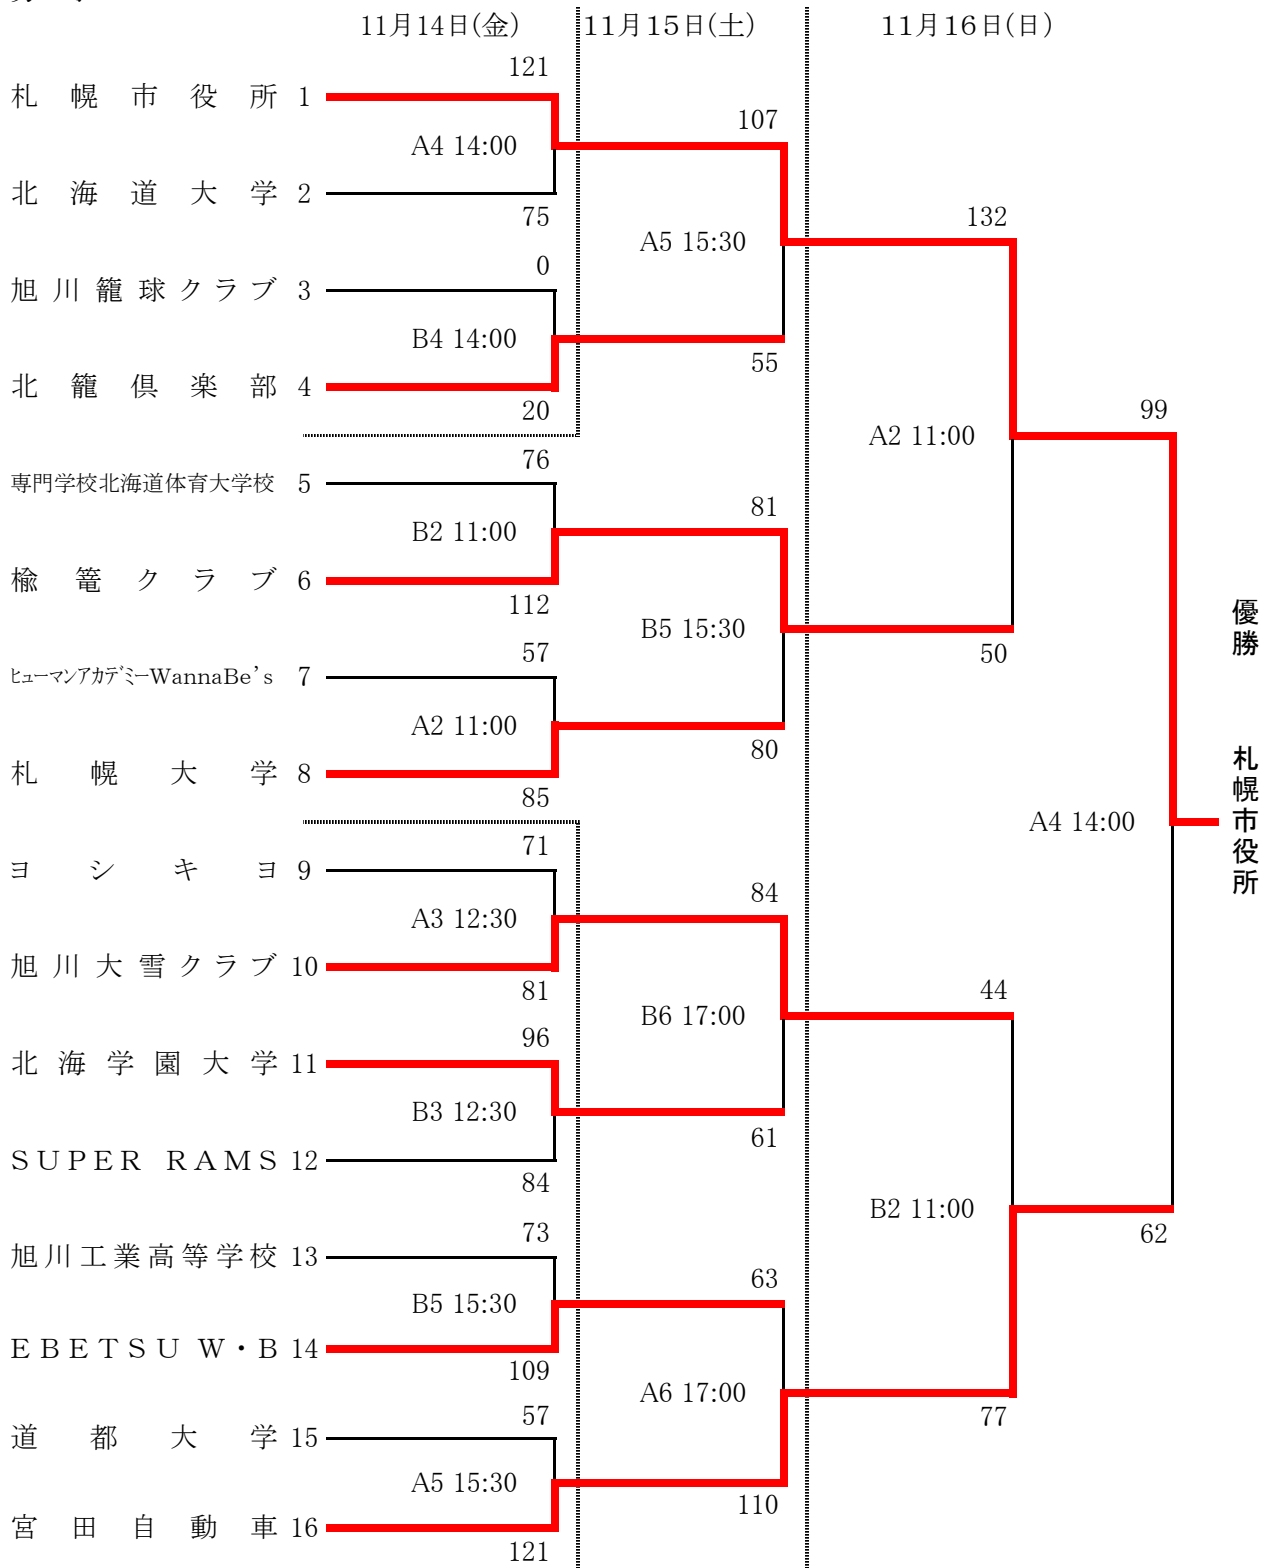 11月14日(金) 11月15日(土) 11月16日(日)
121
札幌市役所 1
107
A4 14:00
北海道大学 2
75
132
A5 15:30
0
旭川籠球クラブ 3
B4 14:00
55
北籠倶楽部 4
20
99
A2 11:00
76
専門学校北海道体育大学校 5
81
B2 11:00
楡篭クラブ 6
112
優勝
B5 15:30
57
50
ヒューマンアカデミーWannaBe's 7
A2 11:00
80
札幌大学 8
85
札幌市役所
A4 14:00
71
ヨシキヨ 9
84
A3 12:30
旭川大雪クラブ 10
81
44
B6 17:00
96
北海学園大学 11
B3 12:30
61
SUPER RAMS 12
84
B2 11:00
73
62
旭川工業高等学校 13
63
B5 15:30
EBETSU W・B 14
109
A6 17:00
57
77
道都大学 15
A5 15:30
110
宮田自動車 16
121